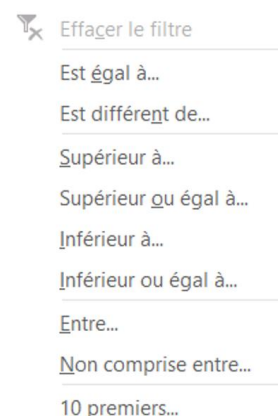 Effacer le filtre
Est égal à...
Est différent de...
Supérieur à...
Supérieur ou égal à...
Inférieur à...
Inférieur ou égal à...
Entre...
Non comprise entre...
10 premiers...